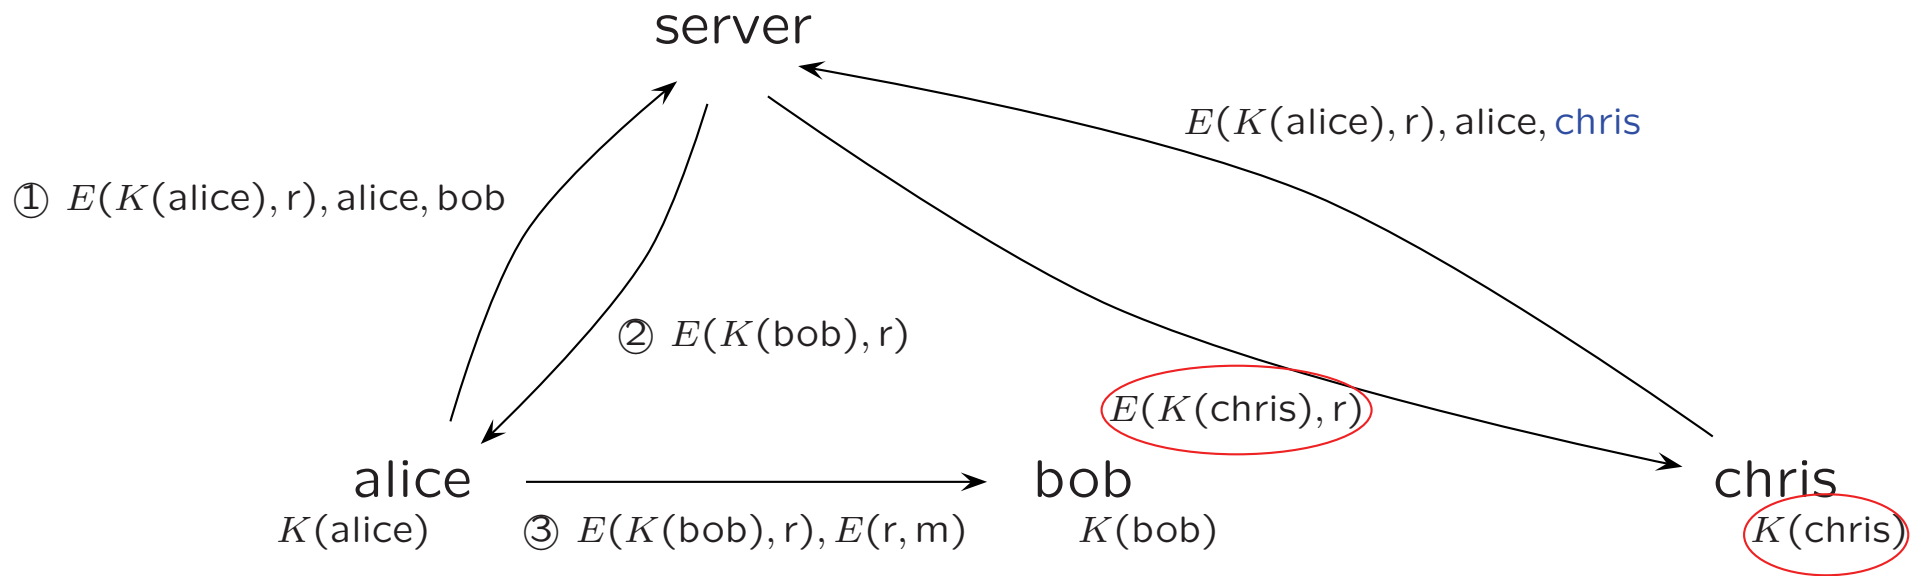 server
E(K(alice), r), alice, chris
① E(K(alice), r), alice, bob
② E(K(bob), r)
E(K(chris), r)
alice
bob
chris
K(alice)
③ E(K(bob), r), E(r, m)
K(bob)
K(chris)